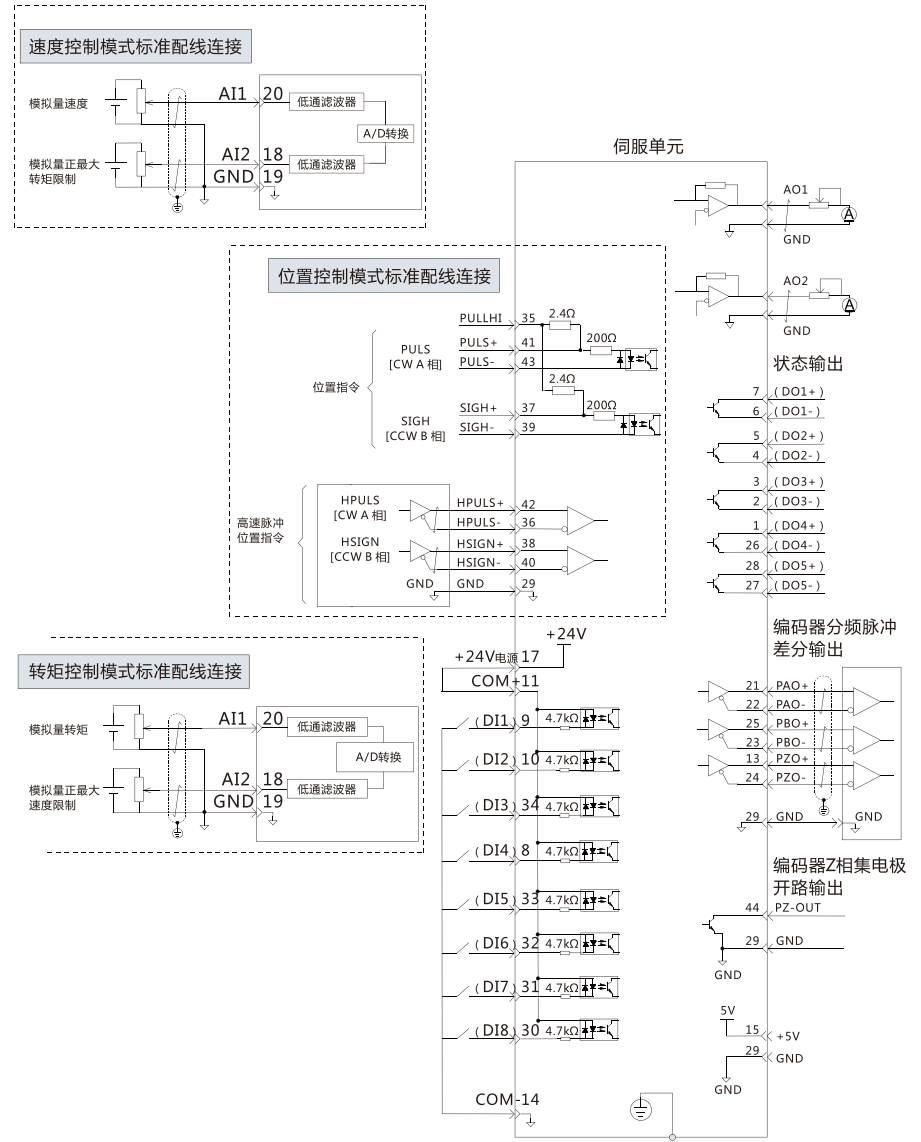 速度控制模式标准配线连接
模拟量速度
AI1 20 低通滤波器
A/D转换
模拟量正最大
转矩限制
AI2 18 低通滤波器
GND 19
伺服单元
AO1
A
GND
AO2
A
GND
位置控制模式标准配线连接
PULLHI 35 2.4Ω
PULS+ 41 200Ω
PULS
[CW A 相]
PULS- 43
位置指令
2.4Ω
SIGH+ 37 200Ω
SIGH
[CCW B 相]
SIGH- 39
高速脉冲
位置指令
HPULS
[CW A 相]
HPULS+ 42
HPULS- 36
HSIGN
[CCW B 相]
HSIGN+ 38
HSIGN- 40
GND GND 29
状态输出
7 (DO1+)
6 (DO1-)
5 (DO2+)
4 (DO2-)
3 (DO3+)
2 (DO3-)
1 (DO4+)
26 (DO4-)
28 (DO5+)
27 (DO5-)
转矩控制模式标准配线连接
模拟量转矩
AI1 20 低通滤波器
A/D转换
模拟量正最大
速度限制
AI2 18 低通滤波器
GND 19
+24V
+24V电源 17
COM+11
(DI1) 9 4.7kΩ
(DI2) 10 4.7kΩ
(DI3) 34 4.7kΩ
(DI4) 8 4.7kΩ
(DI5) 33 4.7kΩ
(DI6) 32 4.7kΩ
(DI7) 31 4.7kΩ
(DI8) 30 4.7kΩ
COM-14
编码器分频脉冲
差分输出
21 PAO+
22 PAO-
25 PBO+
23 PBO-
13 PZO+
24 PZO-
29 GND GND
编码器Z相集电极
开路输出
44 PZ-OUT
29 GND
GND
5V
15 +5V
29 GND
GND